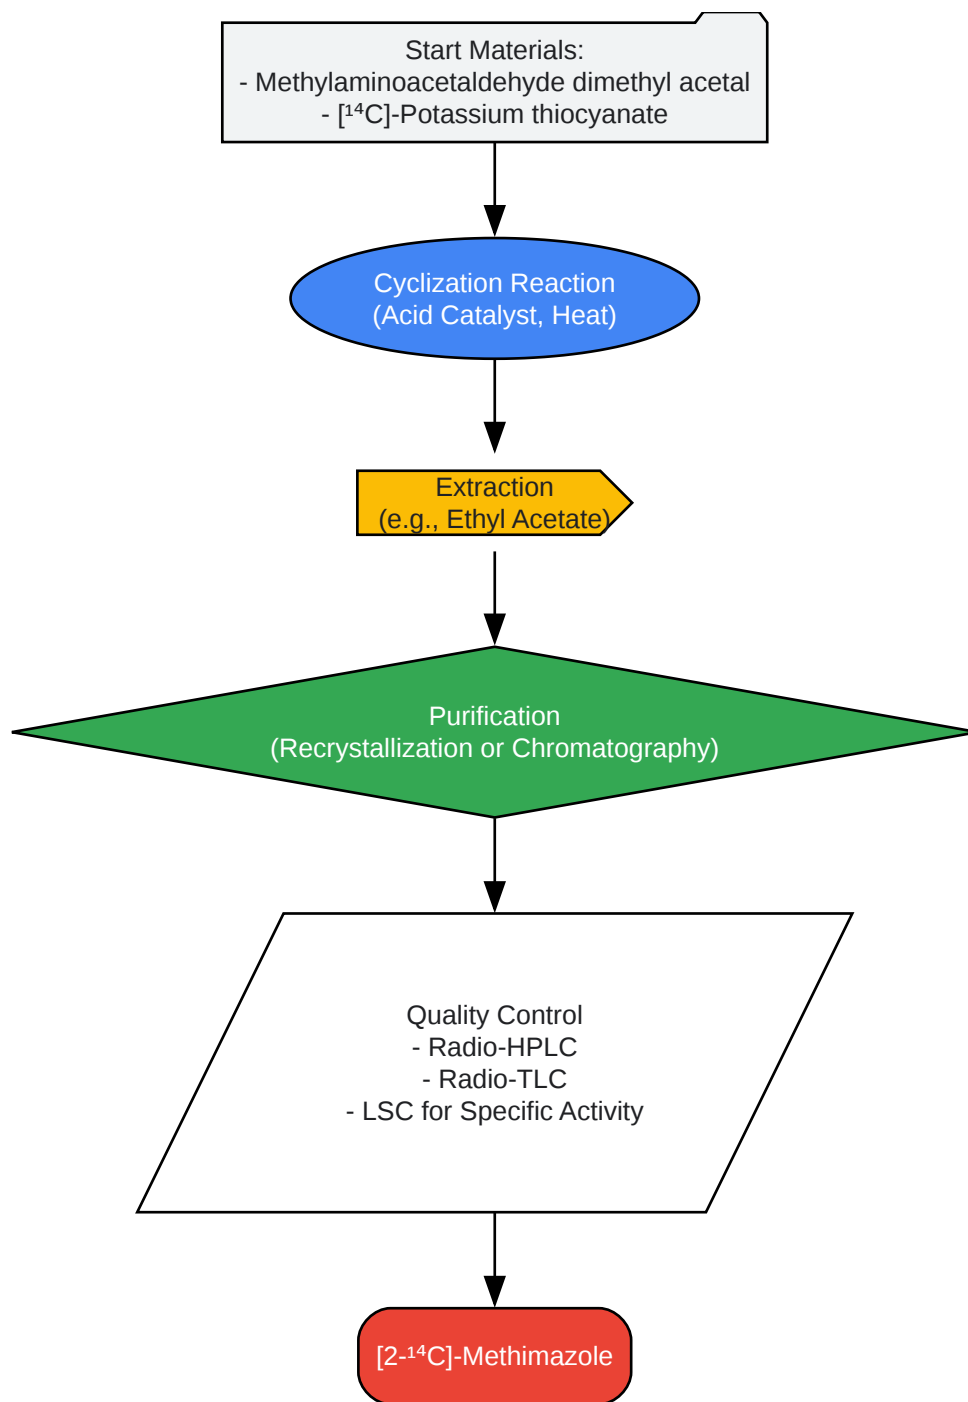 Start Materials:
- Methylaminoacetaldehyde dimethyl acetal
- [¹⁴C]-Potassium thiocyanate
Cyclization Reaction
(Acid Catalyst, Heat)
Extraction
(e.g., Ethyl Acetate)
Purification
(Recrystallization or Chromatography)
Quality Control
- Radio-HPLC
- Radio-TLC
- LSC for Specific Activity
[2-¹⁴C]-Methimazole